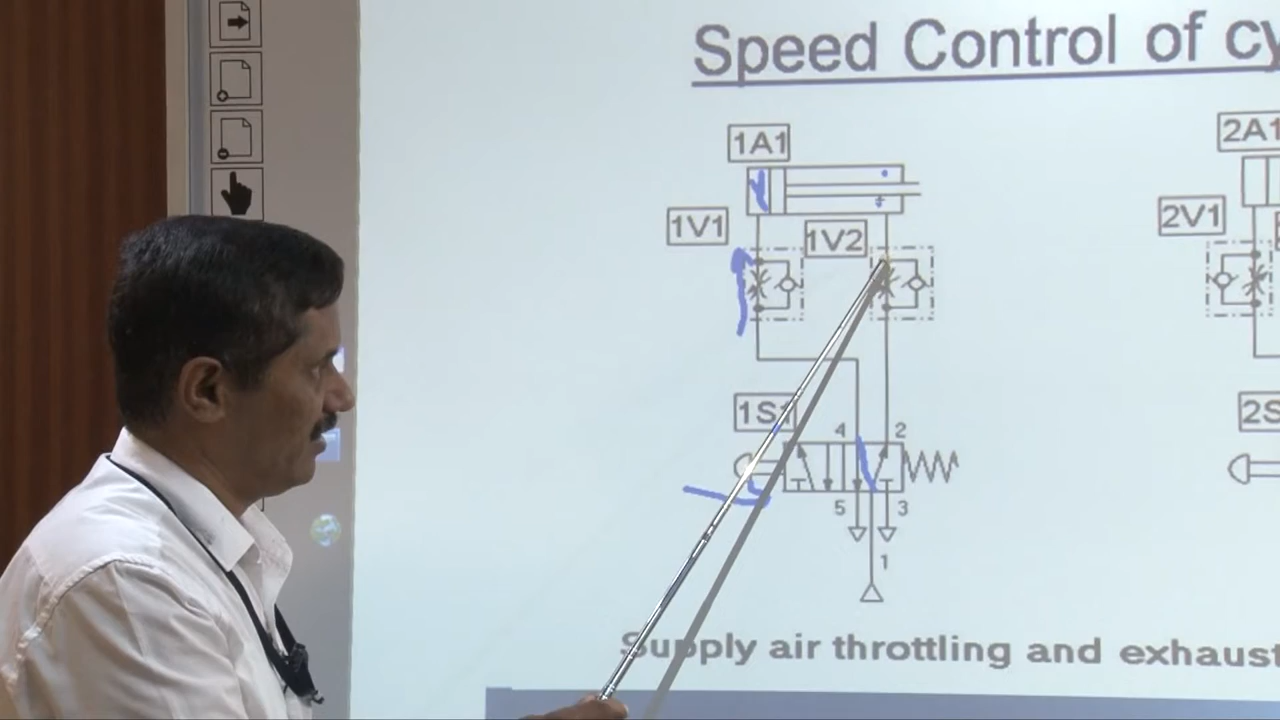 Speed Control of cy
1A1
2A1
1V1
1V2
2V1
1S1
2S
4
2
5
3
1
Supply air throttling and exhaust